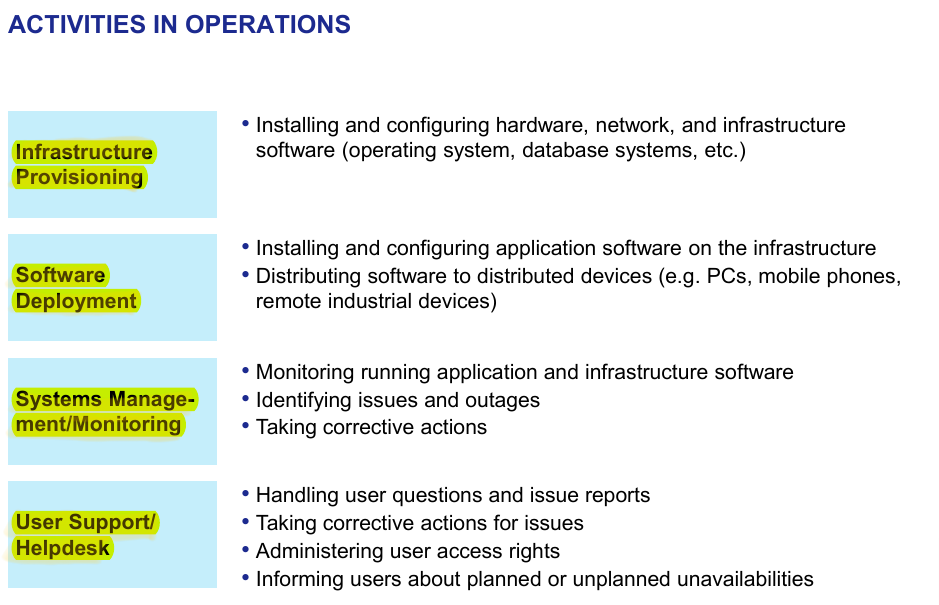 ACTIVITIES IN OPERATIONS
Infrastructure
Provisioning
• Installing and configuring hardware, network, and infrastructure
software (operating system, database systems, etc.)
Software
Deployment
• Installing and configuring application software on the infrastructure
• Distributing software to distributed devices (e.g. PCs, mobile phones,
remote industrial devices)
Systems Manage-
ment/Monitoring
• Monitoring running application and infrastructure software
• Identifying issues and outages
• Taking corrective actions
User Support/
Helpdesk
• Handling user questions and issue reports
• Taking corrective actions for issues
• Administering user access rights
• Informing users about planned or unplanned unavailabilities